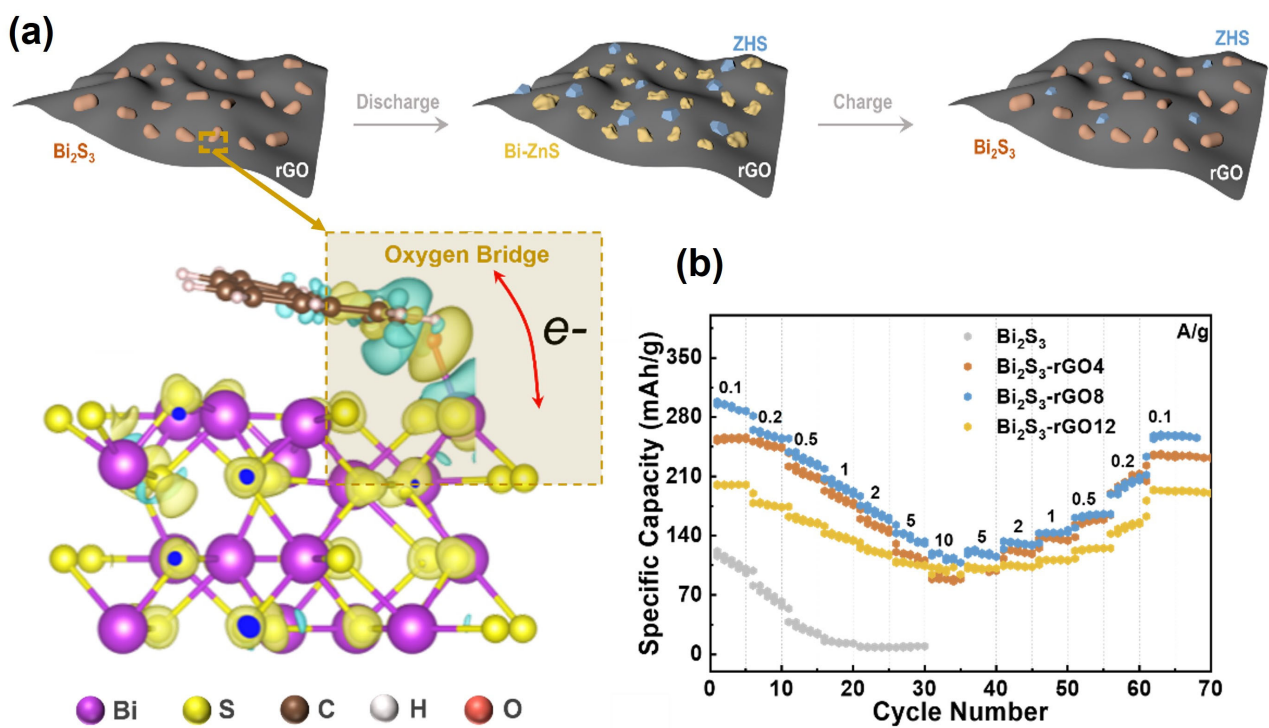 (a)
ZHS
ZHS
Discharge
Charge
Bi₂S₃
rGO
Bi-ZnS
rGO
Bi₂S₃
rGO
Oxygen Bridge
e-
Bi
S
C
H
O
(b)
A/g
Bi₂S₃
Bi₂S₃-rGO4
Bi₂S₃-rGO8
Bi₂S₃-rGO12
0.1
0.2
0.5
1
2
5
10
5
2
1
0.5
0.2
0.1
Specific Capacity (mAh/g)
350
280
210
140
70
0
0 10 20 30 40 50 60 70
Cycle Number